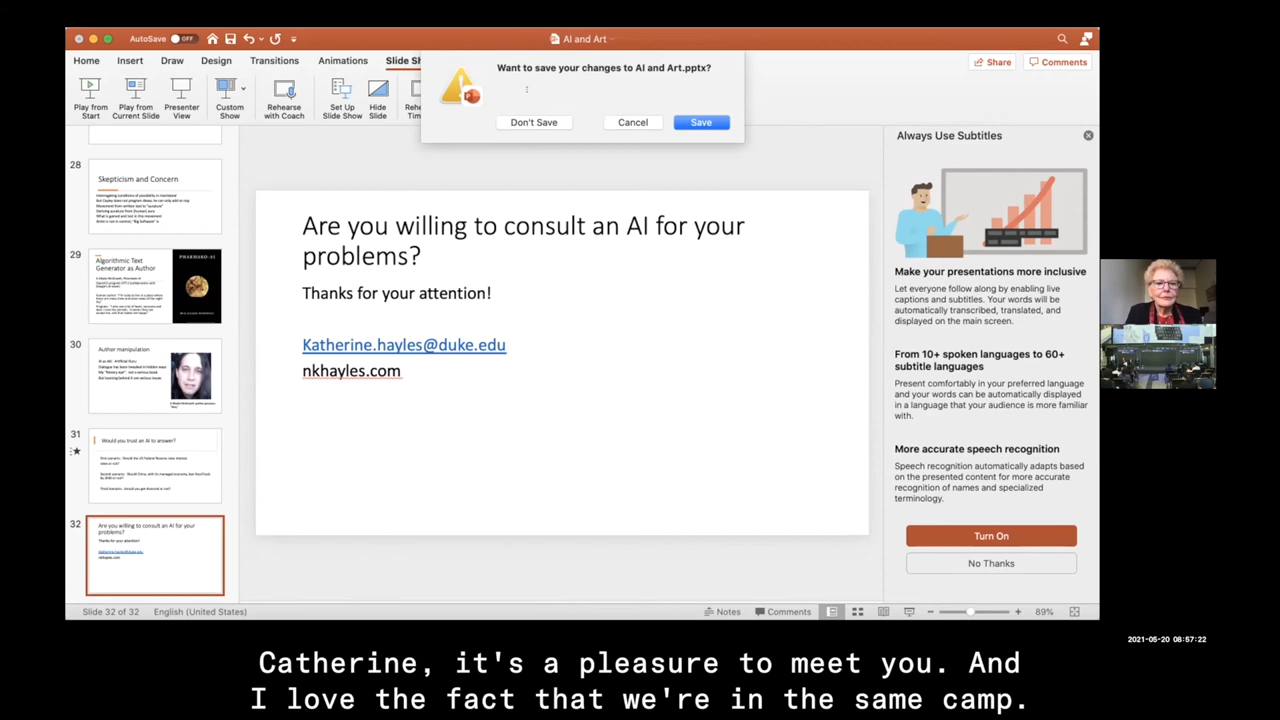 AutoSave OFF
AI and Art
Home Insert Draw Design Transitions Animations Slide Sh
Share Comments
Want to save your changes to AI and Art.pptx?
Don't Save Cancel Save
Play from Start
Play from Current Slide
Presenter View
Custom Show
Rehearse with Coach
Set Up Slide Show
Hide Slide
28
Skepticism and Concern
29
Algorithmic Text
Generator as Author
PHARMAKO-AI
30
Author manipulation
31
Would you trust an AI to answer?
32
Are you willing to consult an AI for your
problems?
Thanks for your attention!
Katherine.hayles@duke.edu
nkhayles.com
Are you willing to consult an AI for your
problems?
Thanks for your attention!
Katherine.hayles@duke.edu
nkhayles.com
Always Use Subtitles
Make your presentations more inclusive
Let everyone follow along by enabling live
captions and subtitles. Your words will be
automatically transcribed, translated, and
displayed on the main screen.
From 10+ spoken languages to 60+
subtitle languages
Present comfortably in your preferred language
and your words can be automatically displayed
in a language that your audience is more familiar
with.
More accurate speech recognition
Speech recognition automatically adapts based
on the presented content for more accurate
recognition of names and specialized
terminology.
Turn On
No Thanks
Slide 32 of 32 English (United States) Notes Comments 89%
2021-05-20 08:57:22
Catherine, it's a pleasure to meet you. And
I love the fact that we're in the same camp.